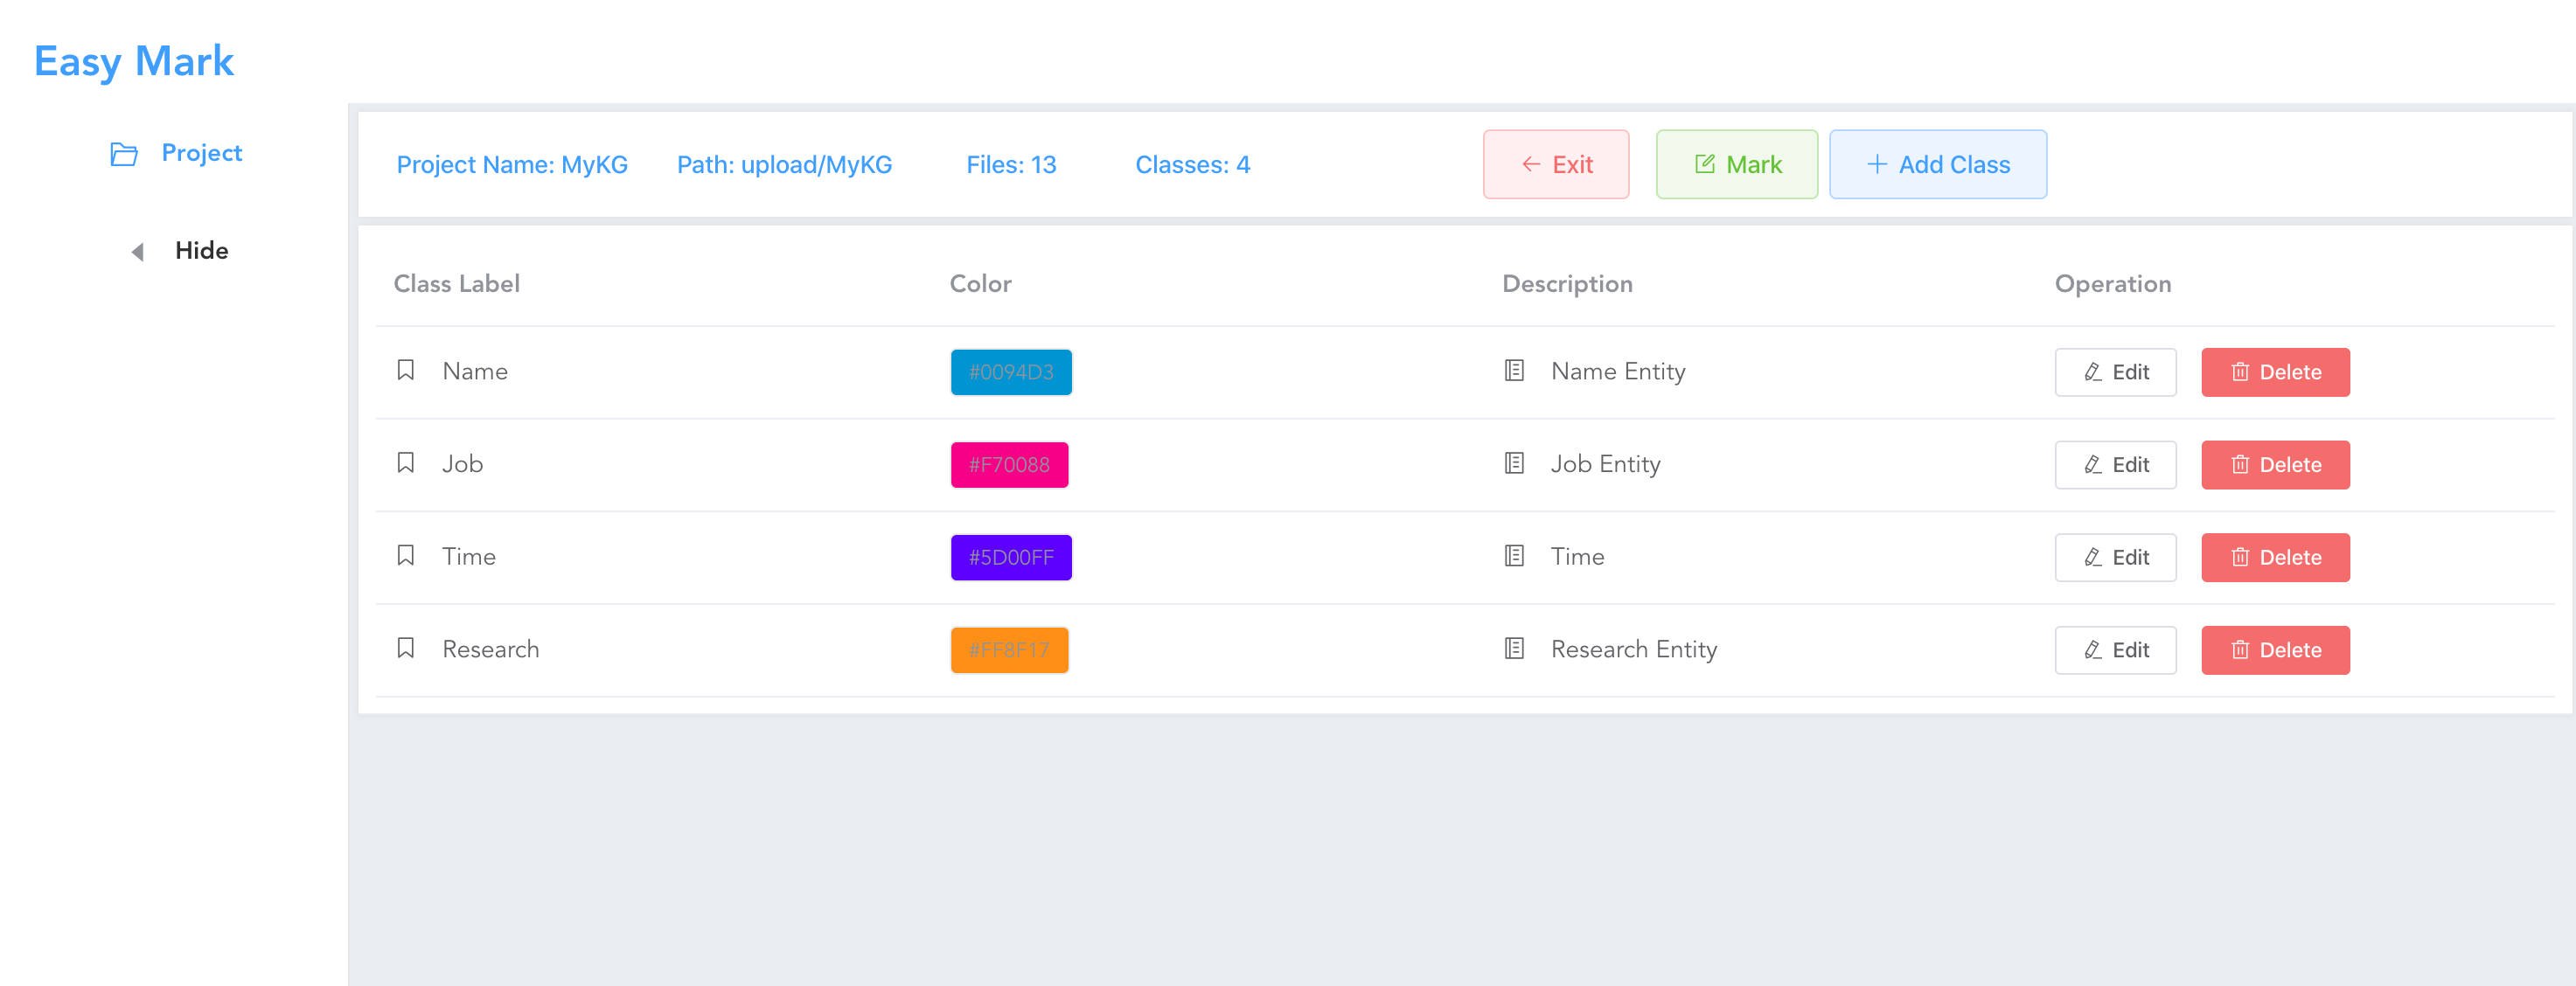 Easy Mark
Project
Hide
Project Name: MyKG Path: upload/MyKG Files: 13 Classes: 4 Exit Mark Add Class
Class Label Color Description Operation
Name #0094D3 Name Entity Edit Delete
Job #F70088 Job Entity Edit Delete
Time #5D00FF Time Edit Delete
Research #FF8F17 Research Entity Edit Delete